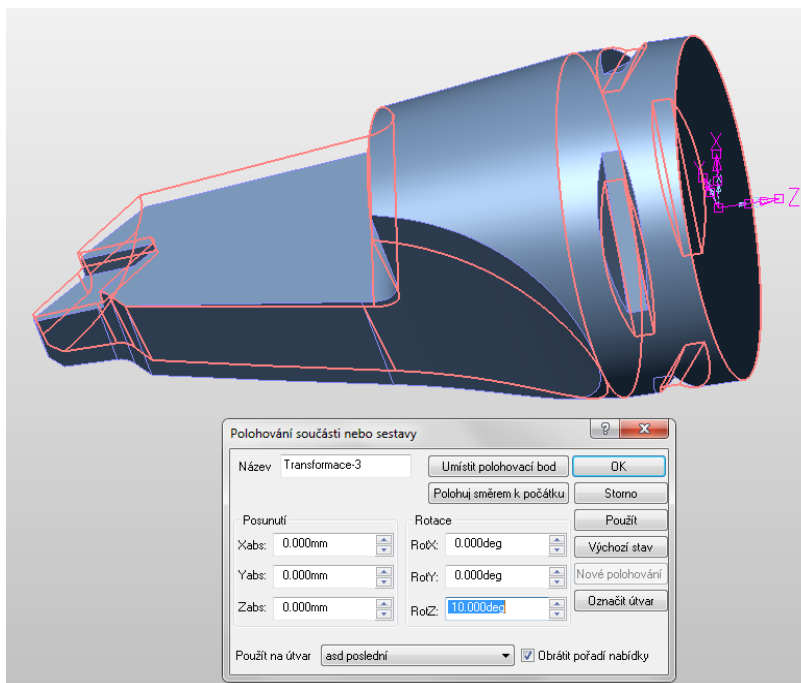 X
Y
Z
Polohování součásti nebo sestavy
Název Transformace-3 Umístit polohovací bod OK
Polohuj směrem k počátku Storno
Posunutí Rotace Použít
Xabs: 0.000mm RotX: 0.000deg Výchozí stav
Yabs: 0.000mm RotY: 0.000deg Nové polohování
Zabs: 0.000mm RotZ: 10.000deg Označit útvar
Použít na útvar asd poslední Obrátit pořadí nabídky